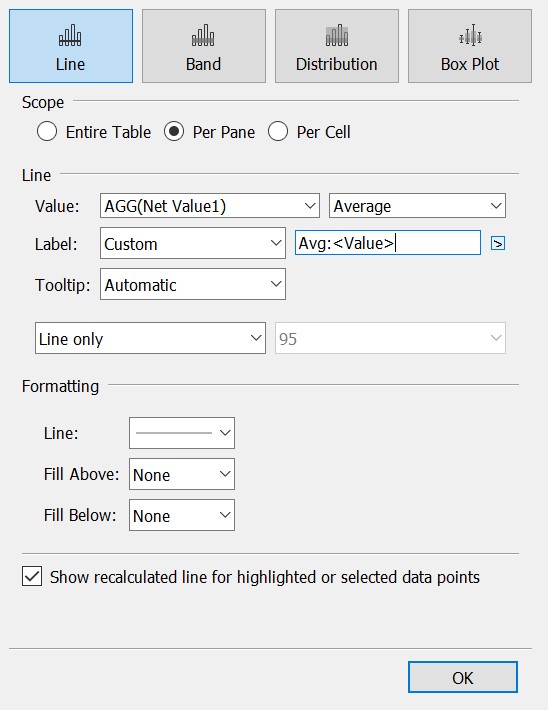 Line Band Distribution Box Plot
Scope
Entire Table Per Pane Per Cell
Line
Value: AGG(Net Value1) Average
Label: Custom Avg:<Value> >
Tooltip: Automatic
Line only 95
Formatting
Line:
Fill Above: None
Fill Below: None
Show recalculated line for highlighted or selected data points
OK